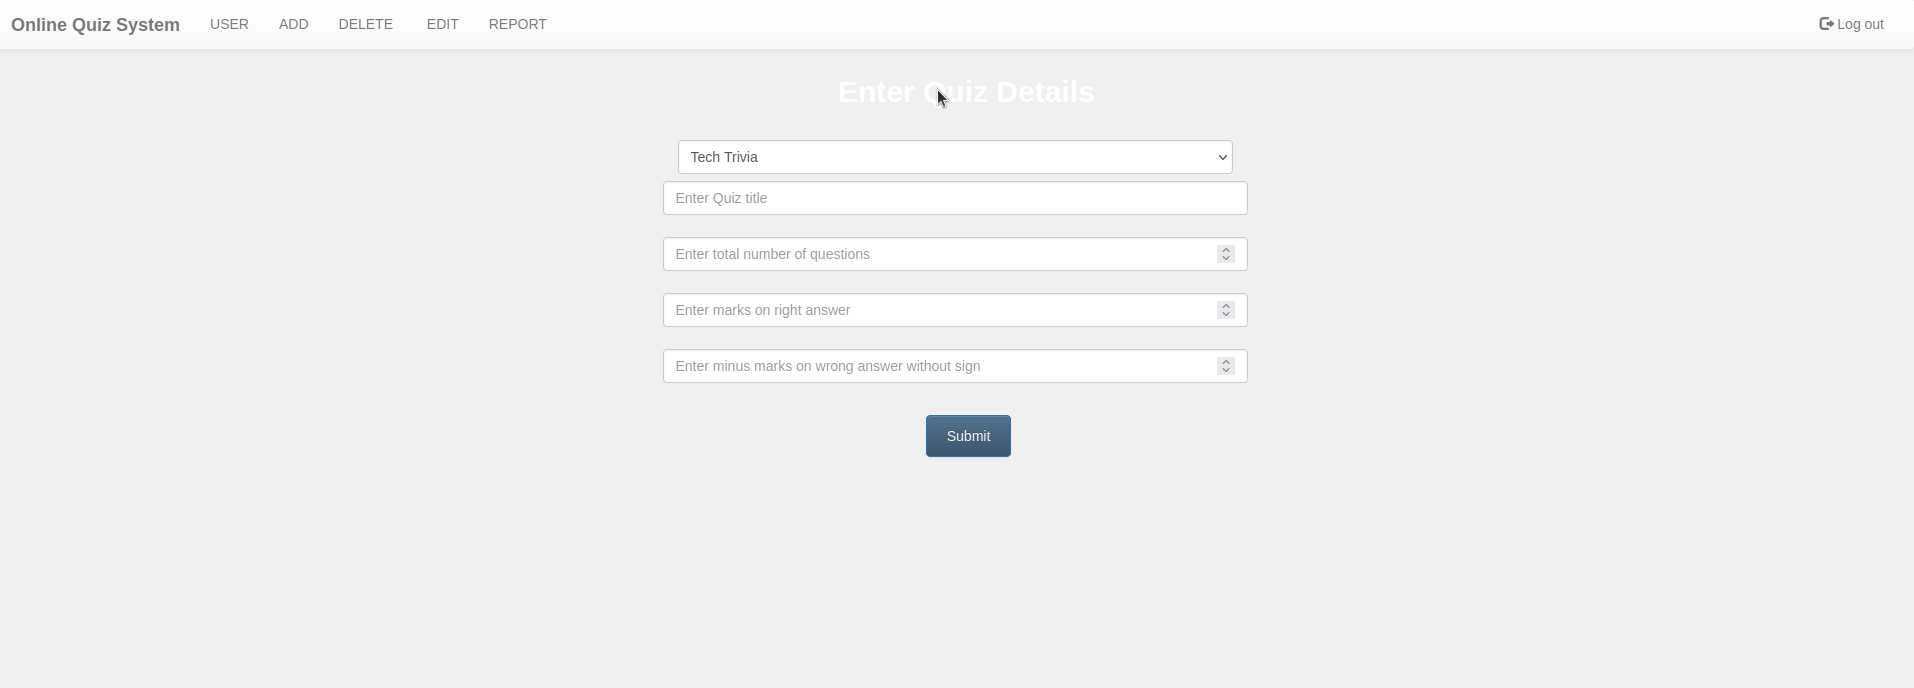 Online Quiz System USER ADD DELETE EDIT REPORT Log out
Enter Quiz Details
Tech Trivia
Enter Quiz title
Enter total number of questions
Enter marks on right answer
Enter minus marks on wrong answer without sign
Submit